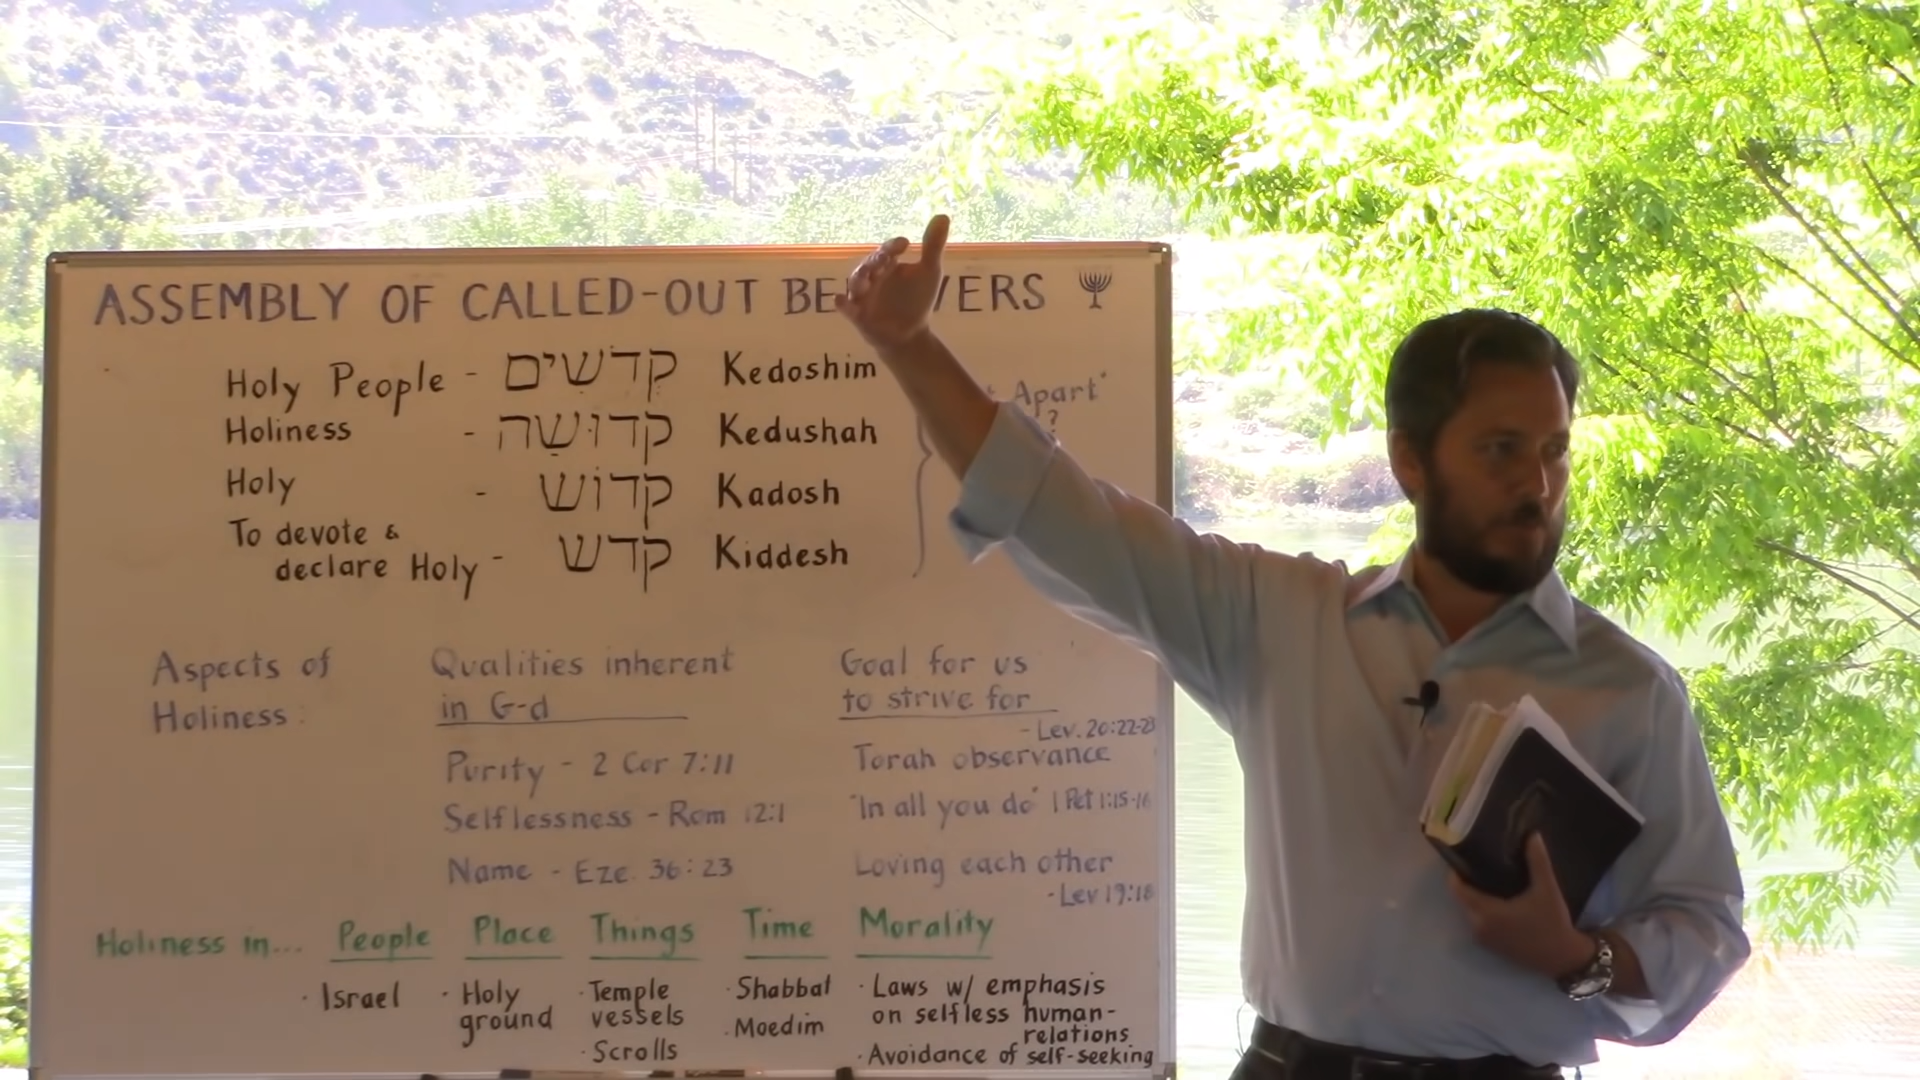 ASSEMBLY OF CALLED-OUT BE VERS
Holy People - קְדֹשִׁים Kedoshim
Apart"
?
Holiness - קְדוּשָׁה Kedushah
Holy - קָדוֹשׁ Kadosh
To devote &
declare Holy - קדש Kiddesh
Aspects of
Holiness:
Qualities inherent
in G-d
Purity - 2 Cor 7:11
Selflessness - Rom 12:1
Name - Eze. 36:23
Goal for us
to strive for
- Lev. 20:22-23
Torah observance
"In all you do" 1 Pet 1:15-16
Loving each other
- Lev 19:18
Holiness in... People Place Things Time Morality
· Israel
· Holy
ground
· Temple
vessels
· Scrolls
· Shabbat
· Moedim
· Laws w/ emphasis
on selfless human-
relations
· Avoidance of self-seeking